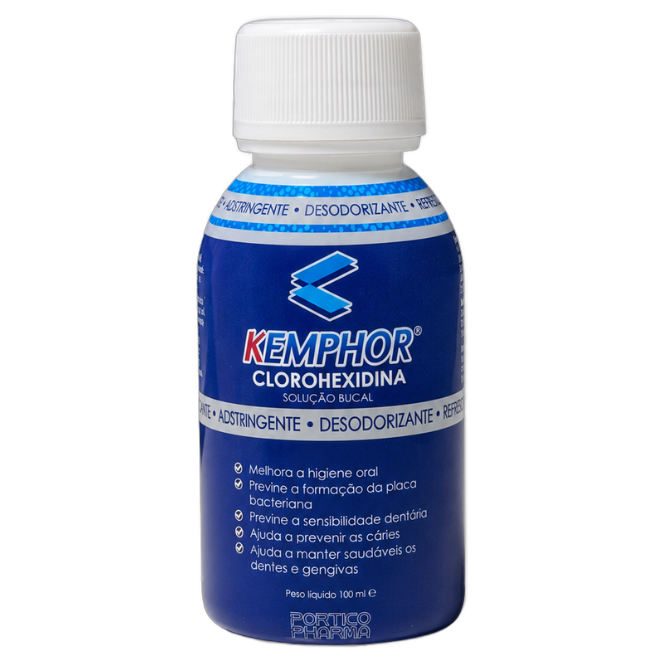 • ADSTRINGENTE • DESODORIZANTE •
KEMPHOR®
CLOROHEXIDINA
SOLUÇÃO BUCAL
• ADSTRINGENTE • DESODORIZANTE •
Melhora a higiene oral
Previne a formação da placa
bacteriana
Previne a sensibilidade dentária
Ajuda a prevenir as cáries
Ajuda a manter saudáveis os
dentes e gengivas
Peso líquido 100 ml ℮
PORTICO
PHARMA